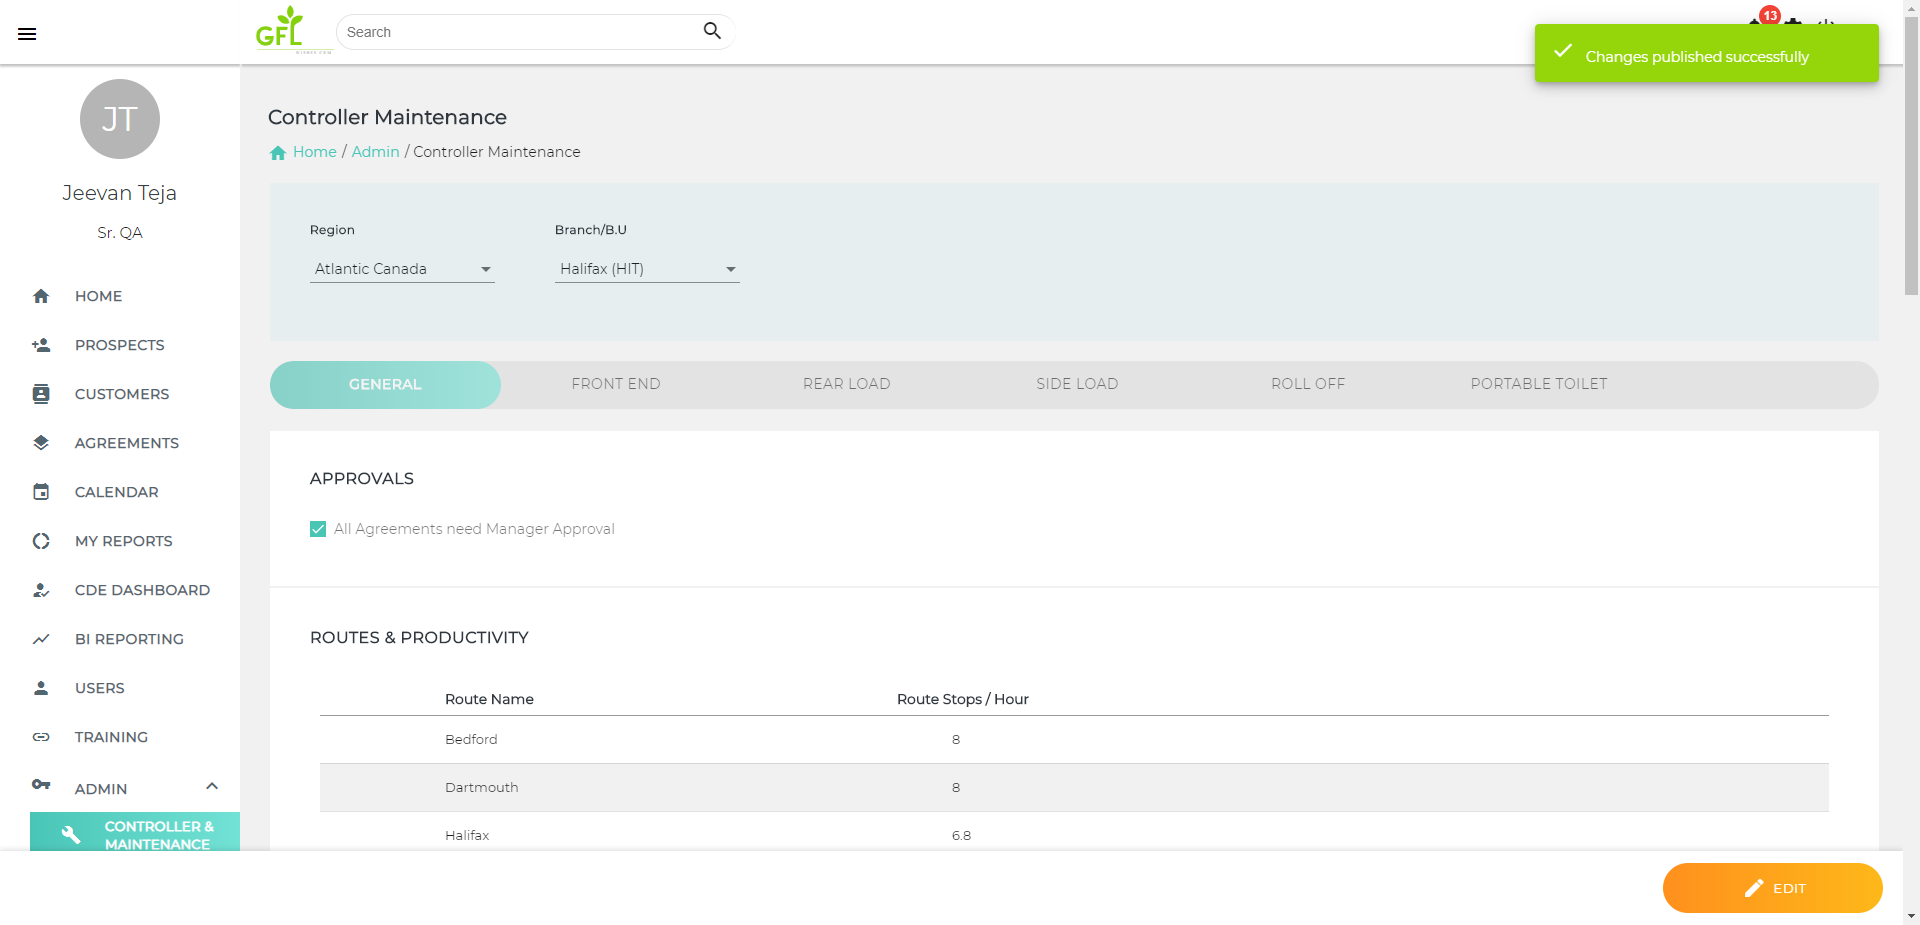 GFL
Search
13
Changes published successfully
JT
Jeevan Teja
Sr. QA
HOME
PROSPECTS
CUSTOMERS
AGREEMENTS
CALENDAR
MY REPORTS
CDE DASHBOARD
BI REPORTING
USERS
TRAINING
ADMIN
CONTROLLER &
MAINTENANCE
Controller Maintenance
Home / Admin / Controller Maintenance
Region
Branch/B.U
Atlantic Canada
Halifax (HIT)
GENERAL
FRONT END
REAR LOAD
SIDE LOAD
ROLL OFF
PORTABLE TOILET
APPROVALS
All Agreements need Manager Approval
ROUTES & PRODUCTIVITY
Route Name
Route Stops / Hour
Bedford
8
Dartmouth
8
Halifax
6.8
EDIT